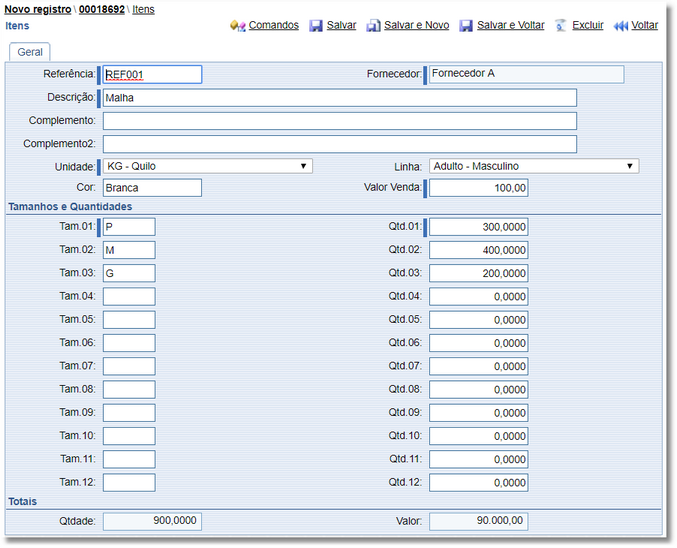 Novo registro \ 00018692 \ Itens
Itens Comandos Salvar Salvar e Novo Salvar e Voltar Excluir Voltar
Geral
Referência: REF001 Fornecedor: Fornecedor A
Descrição: Malha
Complemento:
Complemento2:
Unidade: KG - Quilo Linha: Adulto - Masculino
Cor: Branca Valor Venda: 100,00
Tamanhos e Quantidades
Tam.01: P Qtd.01: 300,0000
Tam.02: M Qtd.02: 400,0000
Tam.03: G Qtd.03: 200,0000
Tam.04: Qtd.04: 0,0000
Tam.05: Qtd.05: 0,0000
Tam.06: Qtd.06: 0,0000
Tam.07: Qtd.07: 0,0000
Tam.08: Qtd.08: 0,0000
Tam.09: Qtd.09: 0,0000
Tam.10: Qtd.10: 0,0000
Tam.11: Qtd.11: 0,0000
Tam.12: Qtd.12: 0,0000
Totais
Qtdade: 900,0000 Valor: 90.000,00